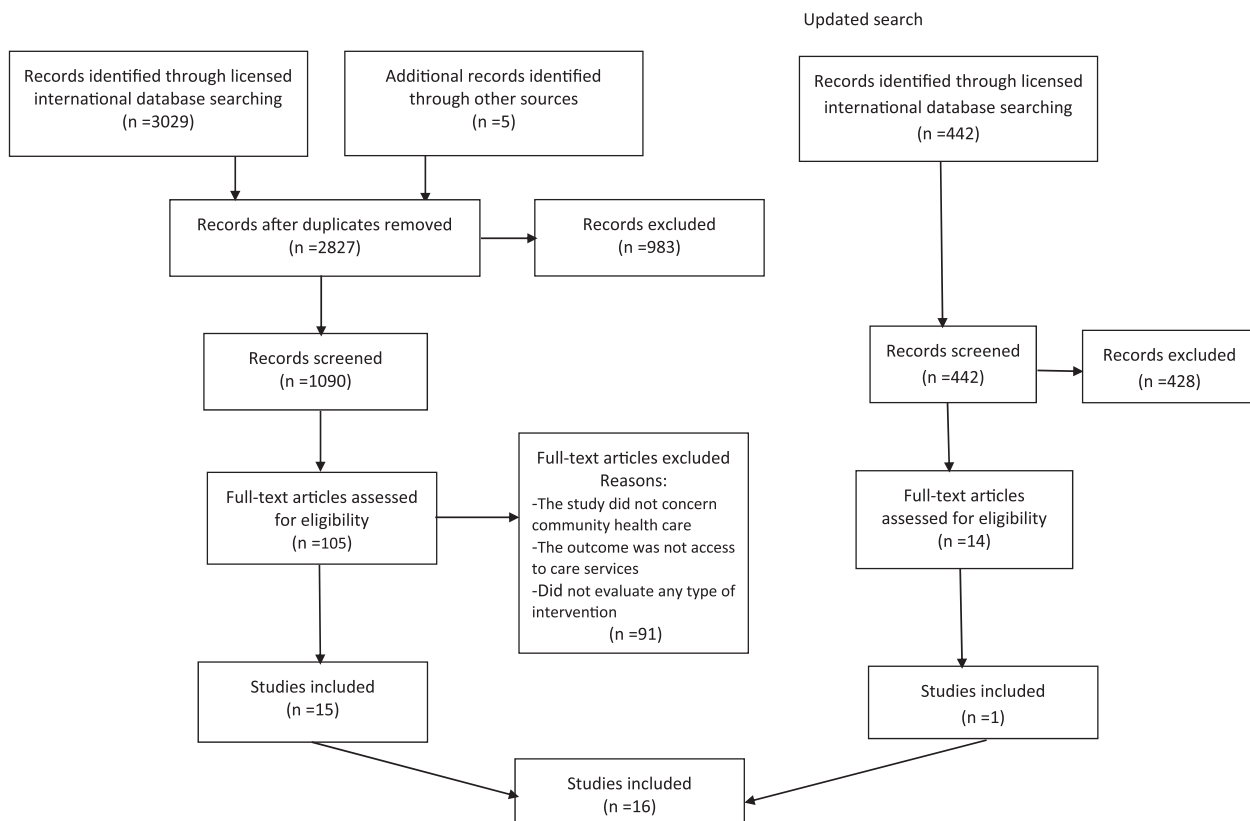 Updated search
Records identified through licensed
international database searching
(n =3029)
Additional records identified
through other sources
(n =5)
Records identified through licensed
international database searching
(n =442)
Records after duplicates removed
(n =2827)
Records excluded
(n =983)
Records screened
(n =1090)
Records screened
(n =442)
Records excluded
(n =428)
Full-text articles assessed
for eligibility
(n =105)
Full-text articles excluded
Reasons:
-The study did not concern
community health care
-The outcome was not access
to care services
-Did not evaluate any type of
intervention
(n =91)
Full-text articles
assessed for eligibility
(n =14)
Studies included
(n =15)
Studies included
(n =1)
Studies included
(n =16)